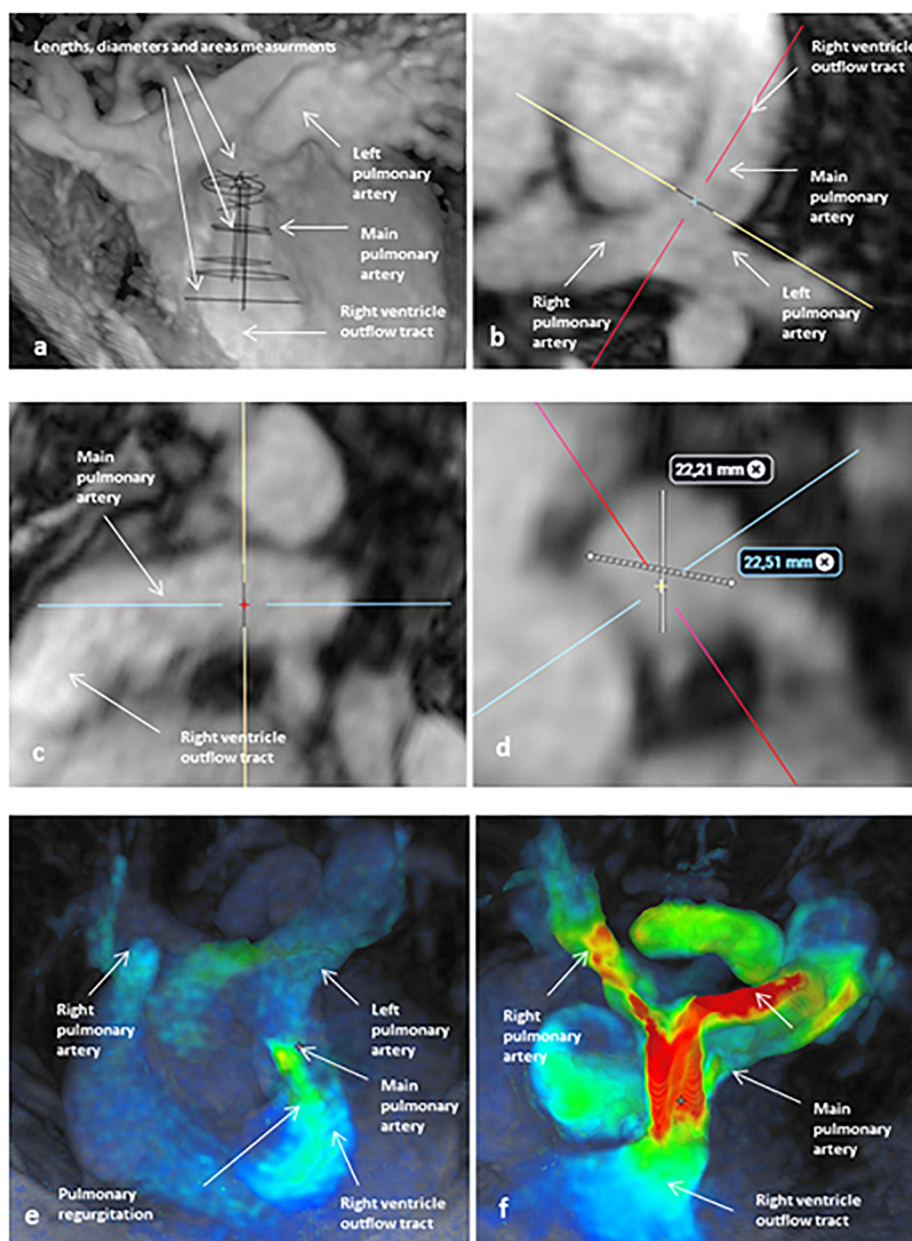 Lengths, diameters and areas measurments
Left
pulmonary
artery
Main
pulmonary
artery
Right ventricle
outflow tract
a
Right ventricle
outflow tract
Main
pulmonary
artery
Right
pulmonary
artery
Left
pulmonary
artery
b
Main
pulmonary
artery
Right ventricle
outflow tract
c
22,21 mm
22,51 mm
d
Right
pulmonary
artery
Left
pulmonary
artery
Main
pulmonary
artery
Pulmonary
regurgitation
Right ventricle
outflow tract
e
Right
pulmonary
artery
Main
pulmonary
artery
Right ventricle
outflow tract
f